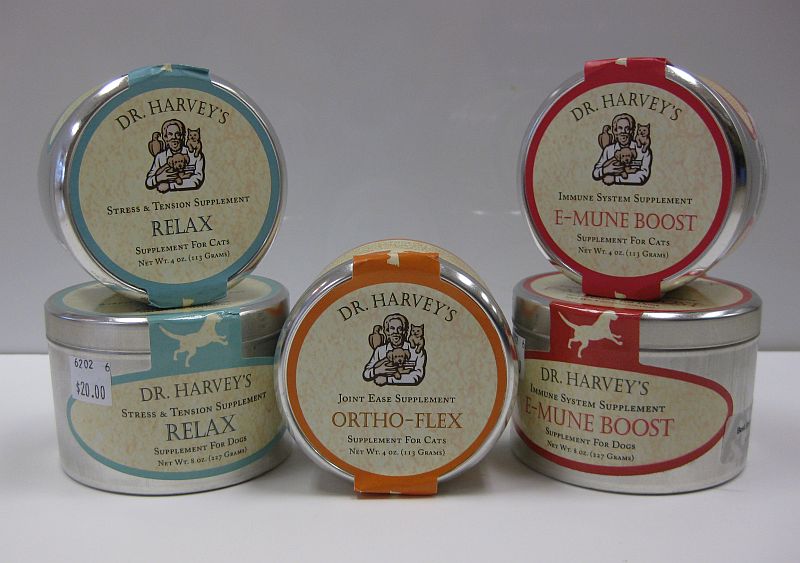 DR. HARVEY'S
STRESS & TENSION SUPPLEMENT
RELAX
SUPPLEMENT FOR CATS
NET WT. 4 OZ. (113 GRAMS)
DR. HARVEY'S
IMMUNE SYSTEM SUPPLEMENT
E-MUNE BOOST
SUPPLEMENT FOR CATS
NET WT. 4 OZ. (113 GRAMS)
6202 6
$20.00
DR. HARVEY'S
STRESS & TENSION SUPPLEMENT
RELAX
SUPPLEMENT FOR DOGS
NET WT. 8 OZ. (227 GRAMS)
DR. HARVEY'S
JOINT EASE SUPPLEMENT
ORTHO-FLEX
SUPPLEMENT FOR CATS
NET WT. 4 OZ. (113 GRAMS)
DR. HARVEY'S
IMMUNE SYSTEM SUPPLEMENT
E-MUNE BOOST
SUPPLEMENT FOR DOGS
NET WT. 8 OZ. (227 GRAMS)